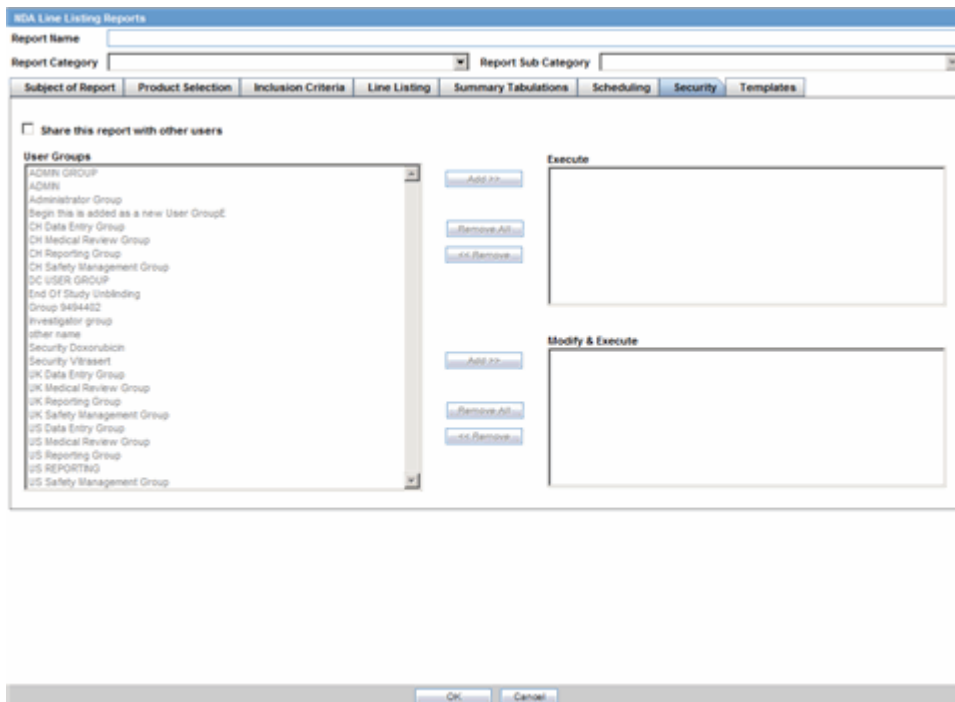 NDA Line Listing Reports
Report Name
Report Category Report Sub Category
Subject of Report Product Selection Inclusion Criteria Line Listing Summary Tabulations Scheduling Security Templates
Share this report with other users
User Groups
Execute
ADMIN GROUP
ADMIN
Administrator Group
Begin this is added as a new User GroupE
CH Data Entry Group
CH Medical Review Group
CH Reporting Group
CH Safety Management Group
DC USER GROUP
End Of Study Unblinding
Group 9494402
Investigator group
other name
Security Doxorubicin
Security Vitrasert
UK Data Entry Group
UK Medical Review Group
UK Reporting Group
UK Safety Management Group
US Data Entry Group
US Medical Review Group
US Reporting Group
US REPORTING
US Safety Management Group
Add >>
Remove All
<< Remove
Modify & Execute
Add >>
Remove All
<< Remove
OK Cancel